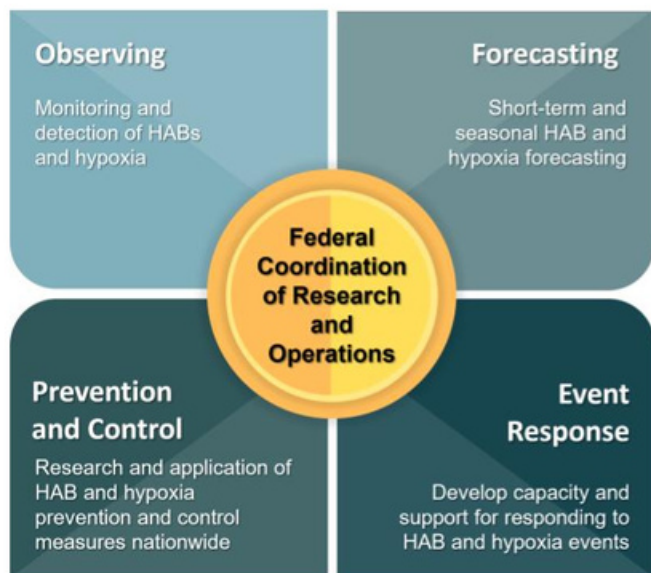 Observing
Monitoring and
detection of HABs
and hypoxia
Forecasting
Short-term and
seasonal HAB and
hypoxia forecasting
Federal
Coordination
of Research
and
Operations
Prevention
and Control
Research and application of
HAB and hypoxia
prevention and control
measures nationwide
Event
Response
Develop capacity and
support for responding to
HAB and hypoxia events